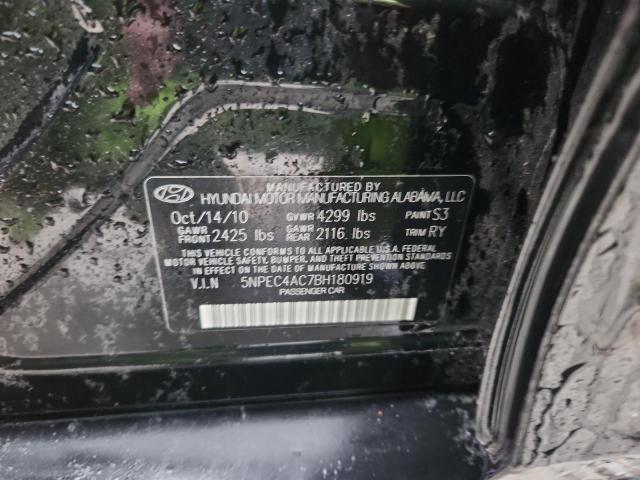 MANUFACTURED BY
HYUNDAI MOTOR MANUFACTURING ALABAMA, LLC
Oct/14/10 GVWR 4299 lbs PAINT S3
GAWR FRONT 2425 lbs GAWR REAR 2116 lbs TRIM RY
THIS VEHICLE CONFORMS TO ALL APPLICABLE U.S.A. FEDERAL
MOTOR VEHICLE SAFETY, BUMPER, AND THEFT PREVENTION STANDARDS
IN EFFECT ON THE DATE OF MANUFACTURE SHOWN ABOVE.
V.I.N 5NPEC4AC7BH180919
PASSENGER CAR